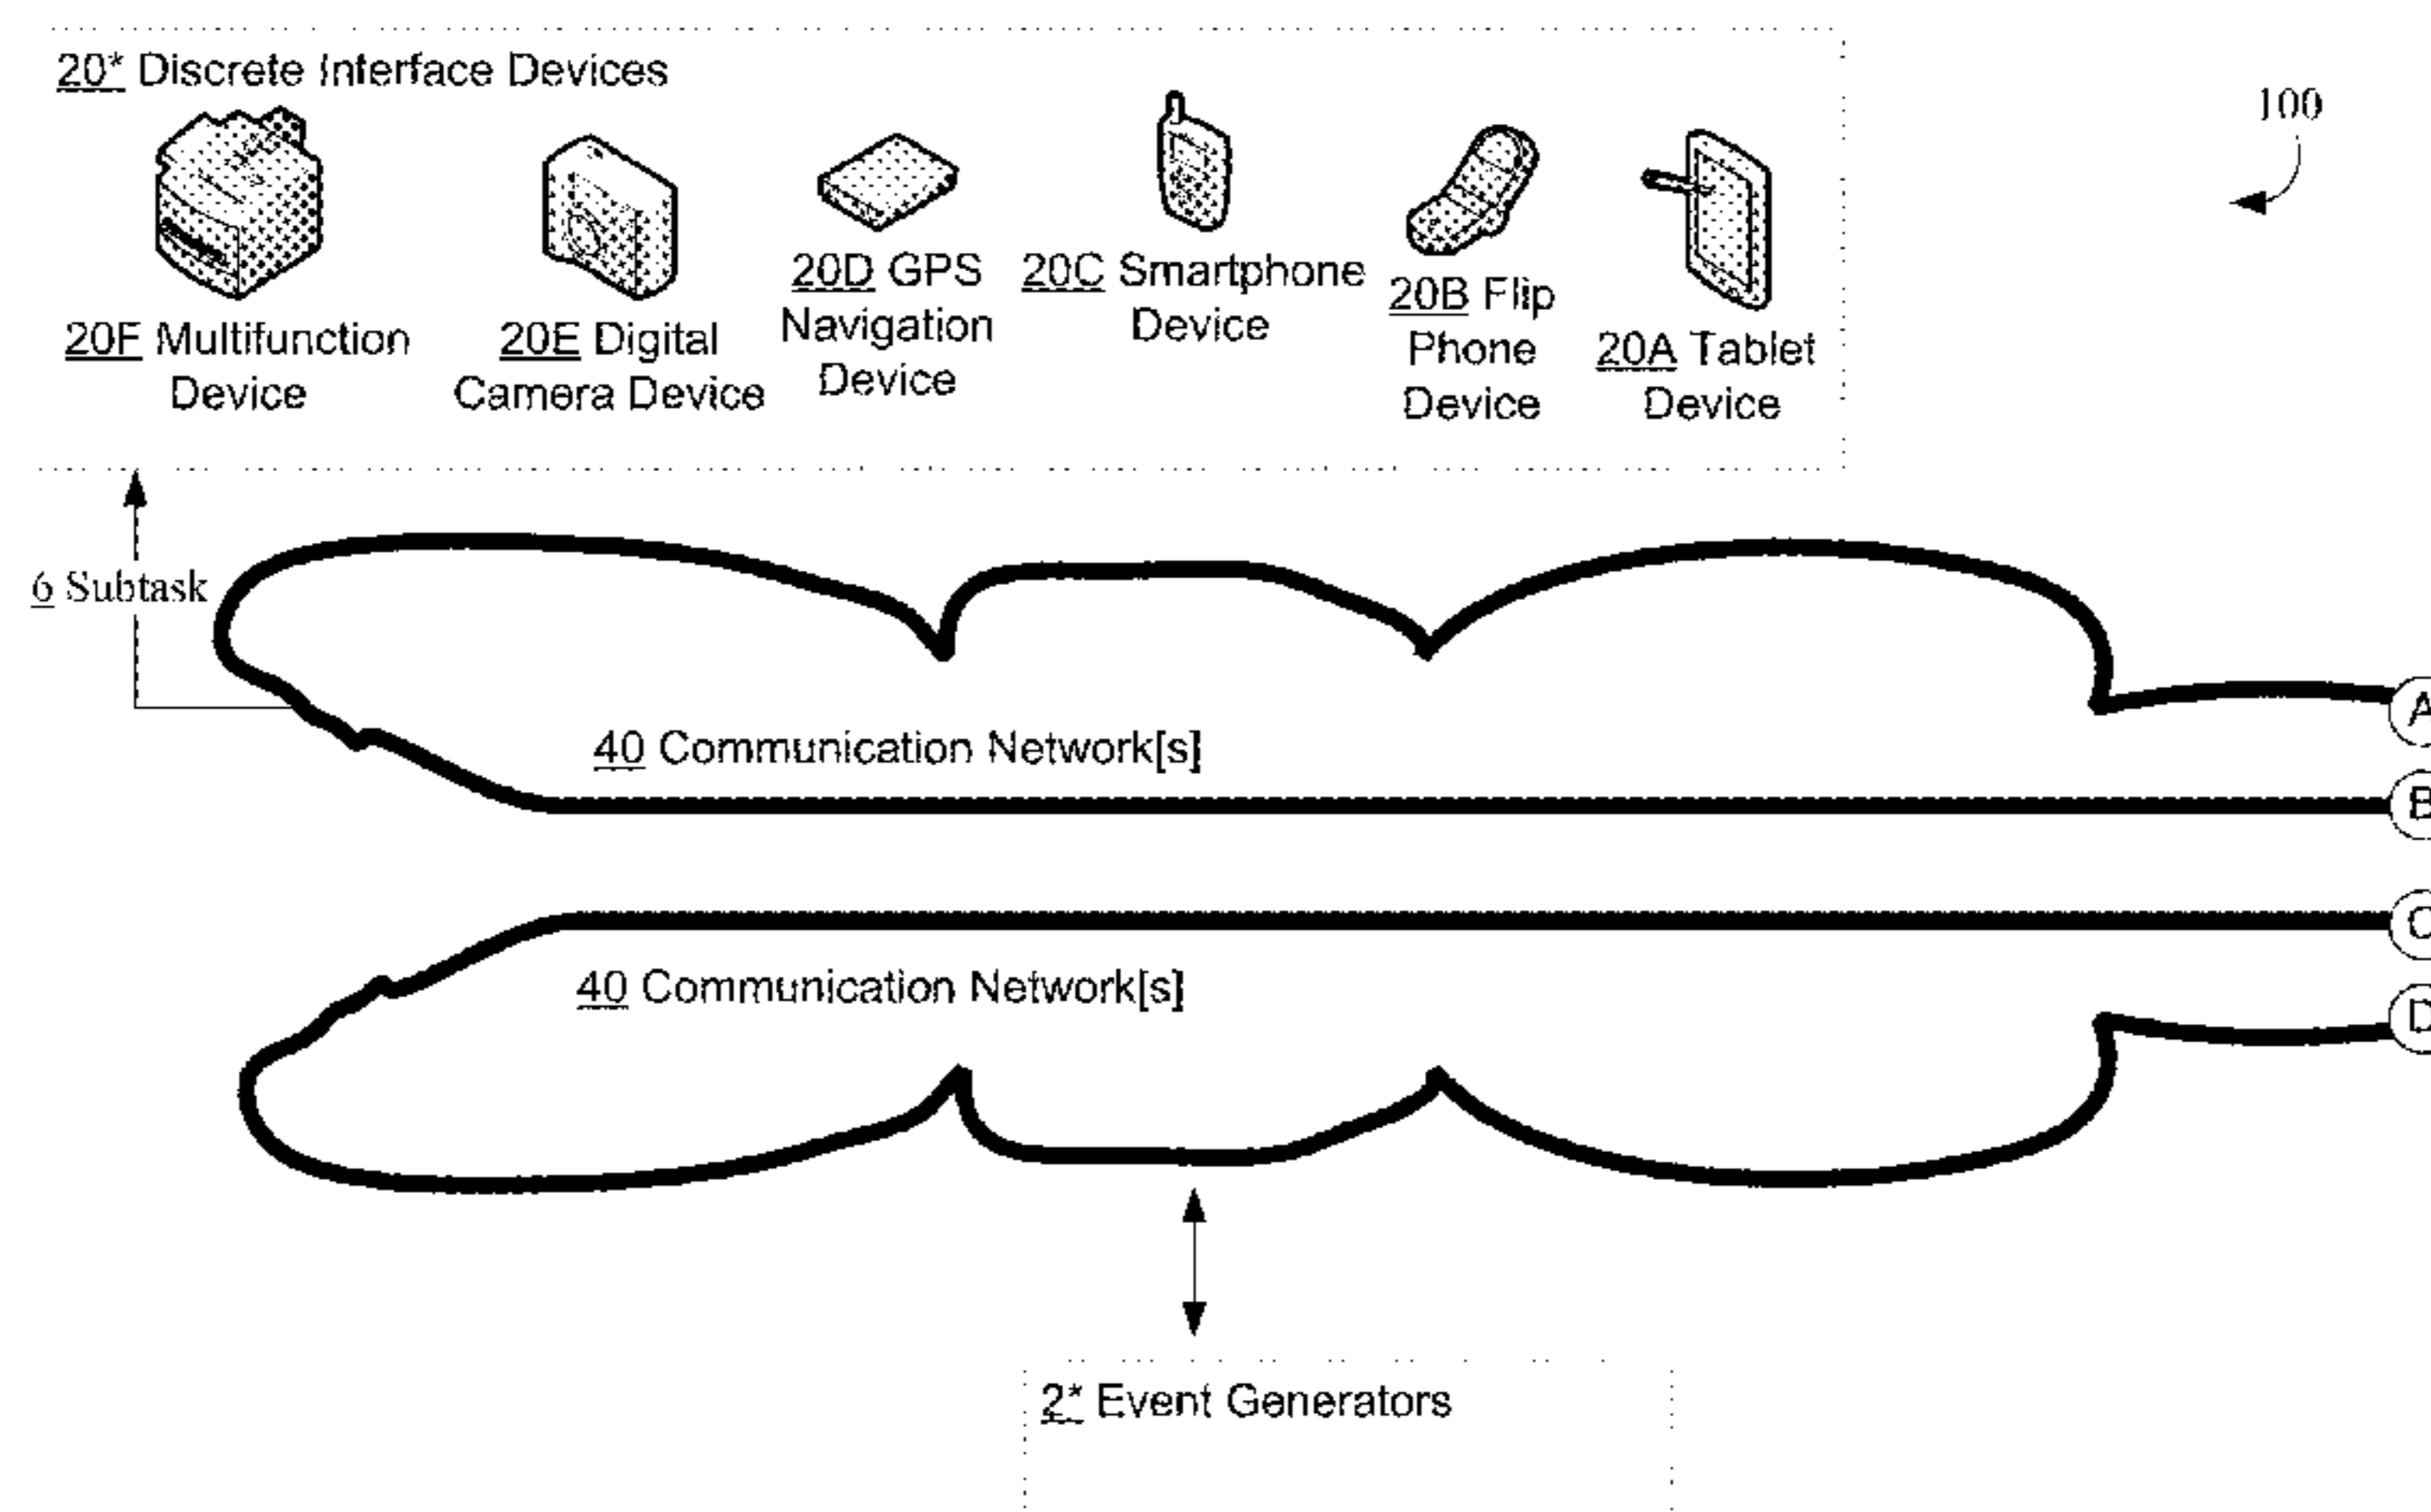 20* Discrete Interface Devices
100
20F Multifunction
Device
20E Digital
Camera Device
20D GPS
Navigation
Device
20C Smartphone
Device
20B Flip
Phone
Device
20A Tablet
Device
6 Subtask
40 Communication Network[s]
A
B
C
40 Communication Network[s]
D
2* Event Generators